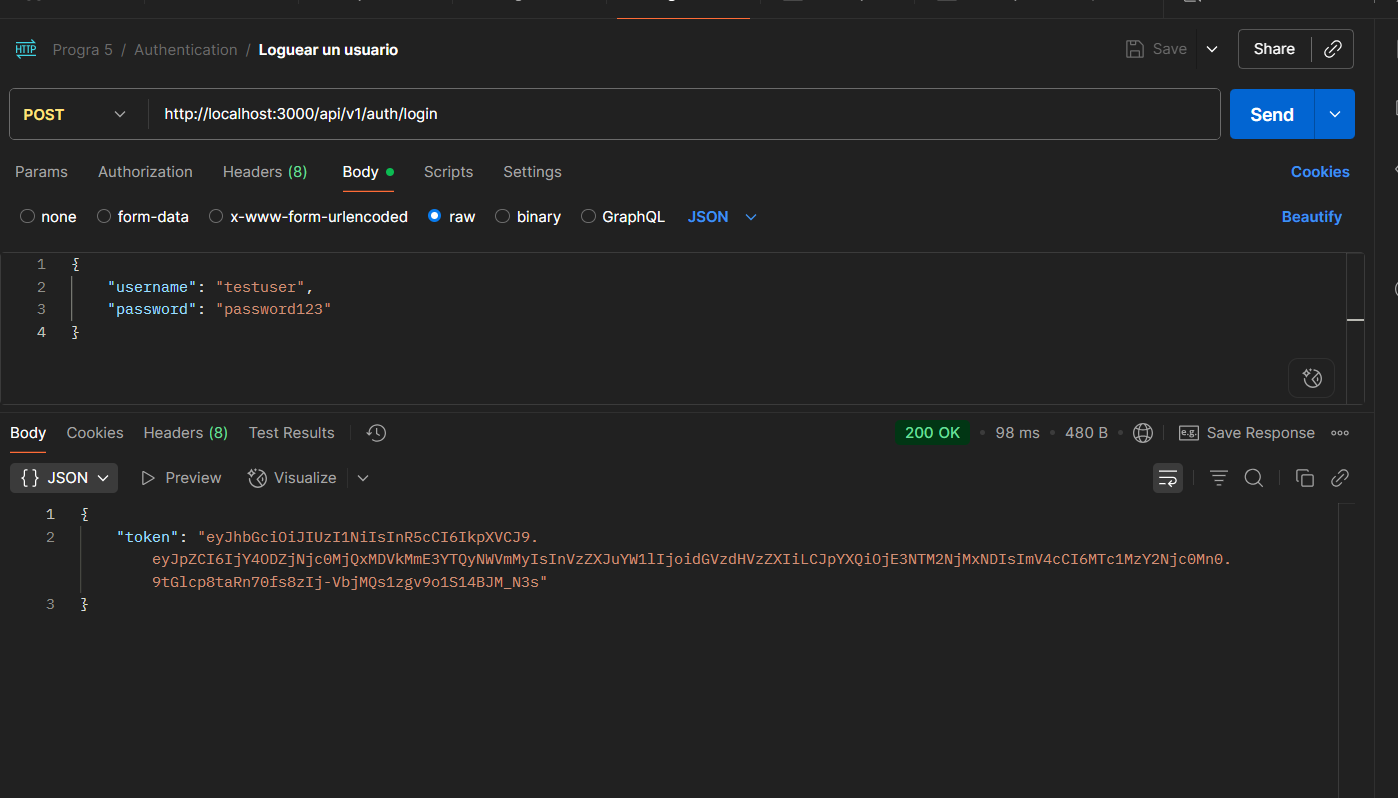 HTTP Progra 5 / Authentication / Loguear un usuario Save Share
POST http://localhost:3000/api/v1/auth/login Send
Params Authorization Headers (8) Body Scripts Settings Cookies
none form-data x-www-form-urlencoded raw binary GraphQL JSON Beautify
1 {
2 "username": "testuser",
3 "password": "password123"
4 }
Body Cookies Headers (8) Test Results 200 OK • 98 ms • 480 B • e.g. Save Response
{} JSON Preview Visualize
1 {
2 "token": "eyJhbGciOiJIUzI1NiIsInR5cCI6IkpXVCJ9.
eyJpZCI6IjY4ODZjNjc0MjQxMDVkMmE3YTQyNWVmMyIsInVzZXJuYW1lIjoidGVzdHVzZXIiLCJpYXQiOjE3NTM2NjMxNDIsImV4cCI6MTc1MzY2Njc0Mn0.
9tGlcp8taRn70fs8zIj-VbjMQs1zgv9o1S14BJM_N3s"
3 }